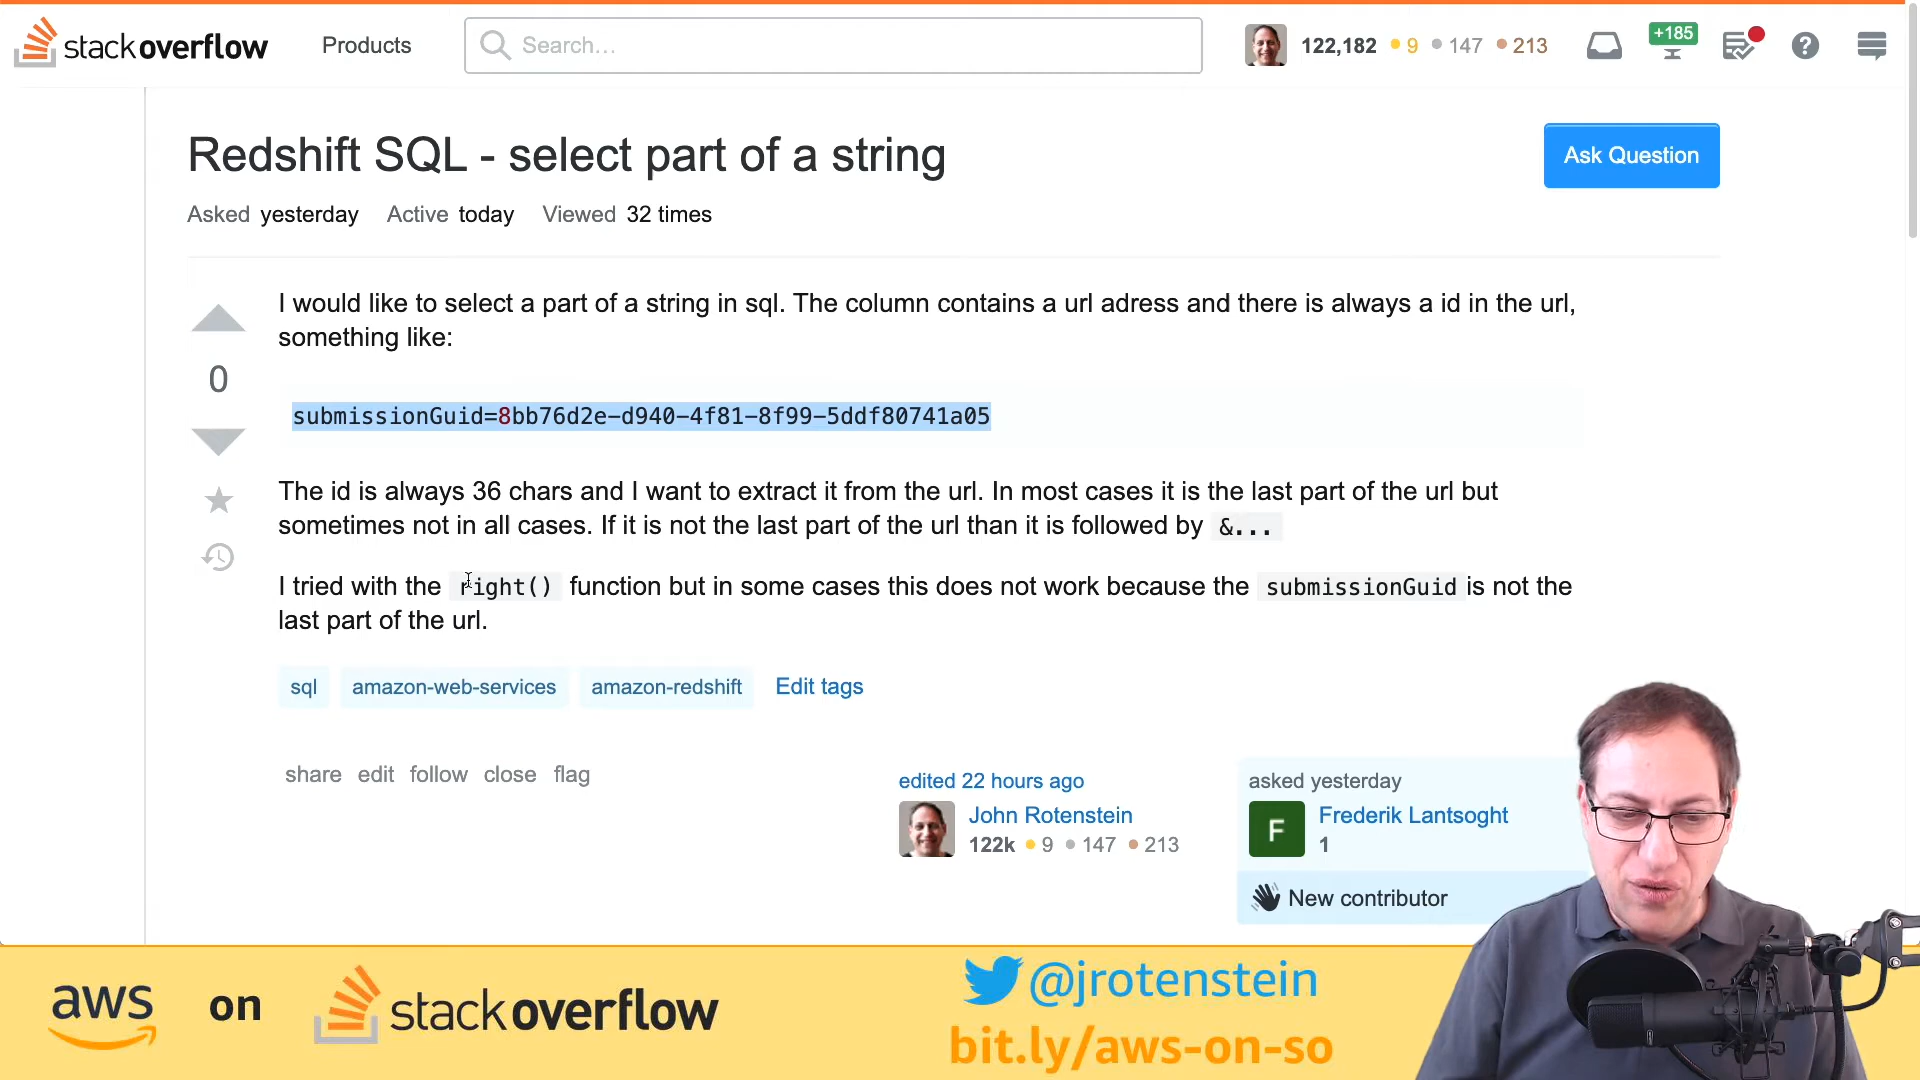 stackoverflow Products Search... 122,182 9 147 213 +185 ?
Redshift SQL - select part of a string Ask Question
Asked yesterday Active today Viewed 32 times
I would like to select a part of a string in sql. The column contains a url adress and there is always a id in the url,
something like:
0
submissionGuid=8bb76d2e-d940-4f81-8f99-5ddf80741a05
The id is always 36 chars and I want to extract it from the url. In most cases it is the last part of the url but
sometimes not in all cases. If it is not the last part of the url than it is followed by &...
I tried with the right() function but in some cases this does not work because the submissionGuid is not the
last part of the url.
sql amazon-web-services amazon-redshift Edit tags
share edit follow close flag
edited 22 hours ago
John Rotenstein
122k 9 147 213
asked yesterday
F Frederik Lantsoght
1
New contributor
aws on stackoverflow
@jrotenstein
bit.ly/aws-on-so